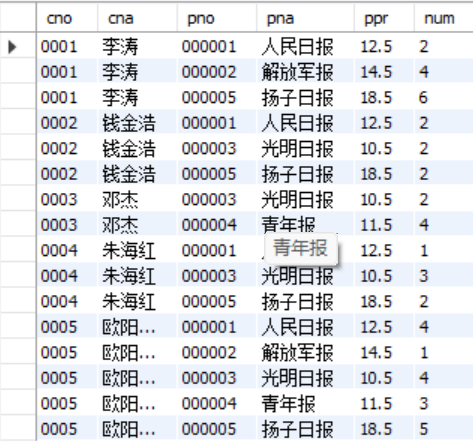 cno cna pno pna ppr num
0001 李涛 000001 人民日报 12.5 2
0001 李涛 000002 解放军报 14.5 4
0001 李涛 000005 扬子日报 18.5 6
0002 钱金浩 000001 人民日报 12.5 2
0002 钱金浩 000003 光明日报 10.5 2
0002 钱金浩 000005 扬子日报 18.5 2
0003 邓杰 000003 光明日报 10.5 2
0003 邓杰 000004 青年报 11.5 4
0004 朱海红 000001 青年报 12.5 1
0004 朱海红 000003 光明日报 10.5 3
0004 朱海红 000005 扬子日报 18.5 2
0005 欧阳... 000001 人民日报 12.5 4
0005 欧阳... 000002 解放军报 14.5 1
0005 欧阳... 000003 光明日报 10.5 4
0005 欧阳... 000004 青年报 11.5 3
0005 欧阳... 000005 扬子日报 18.5 5